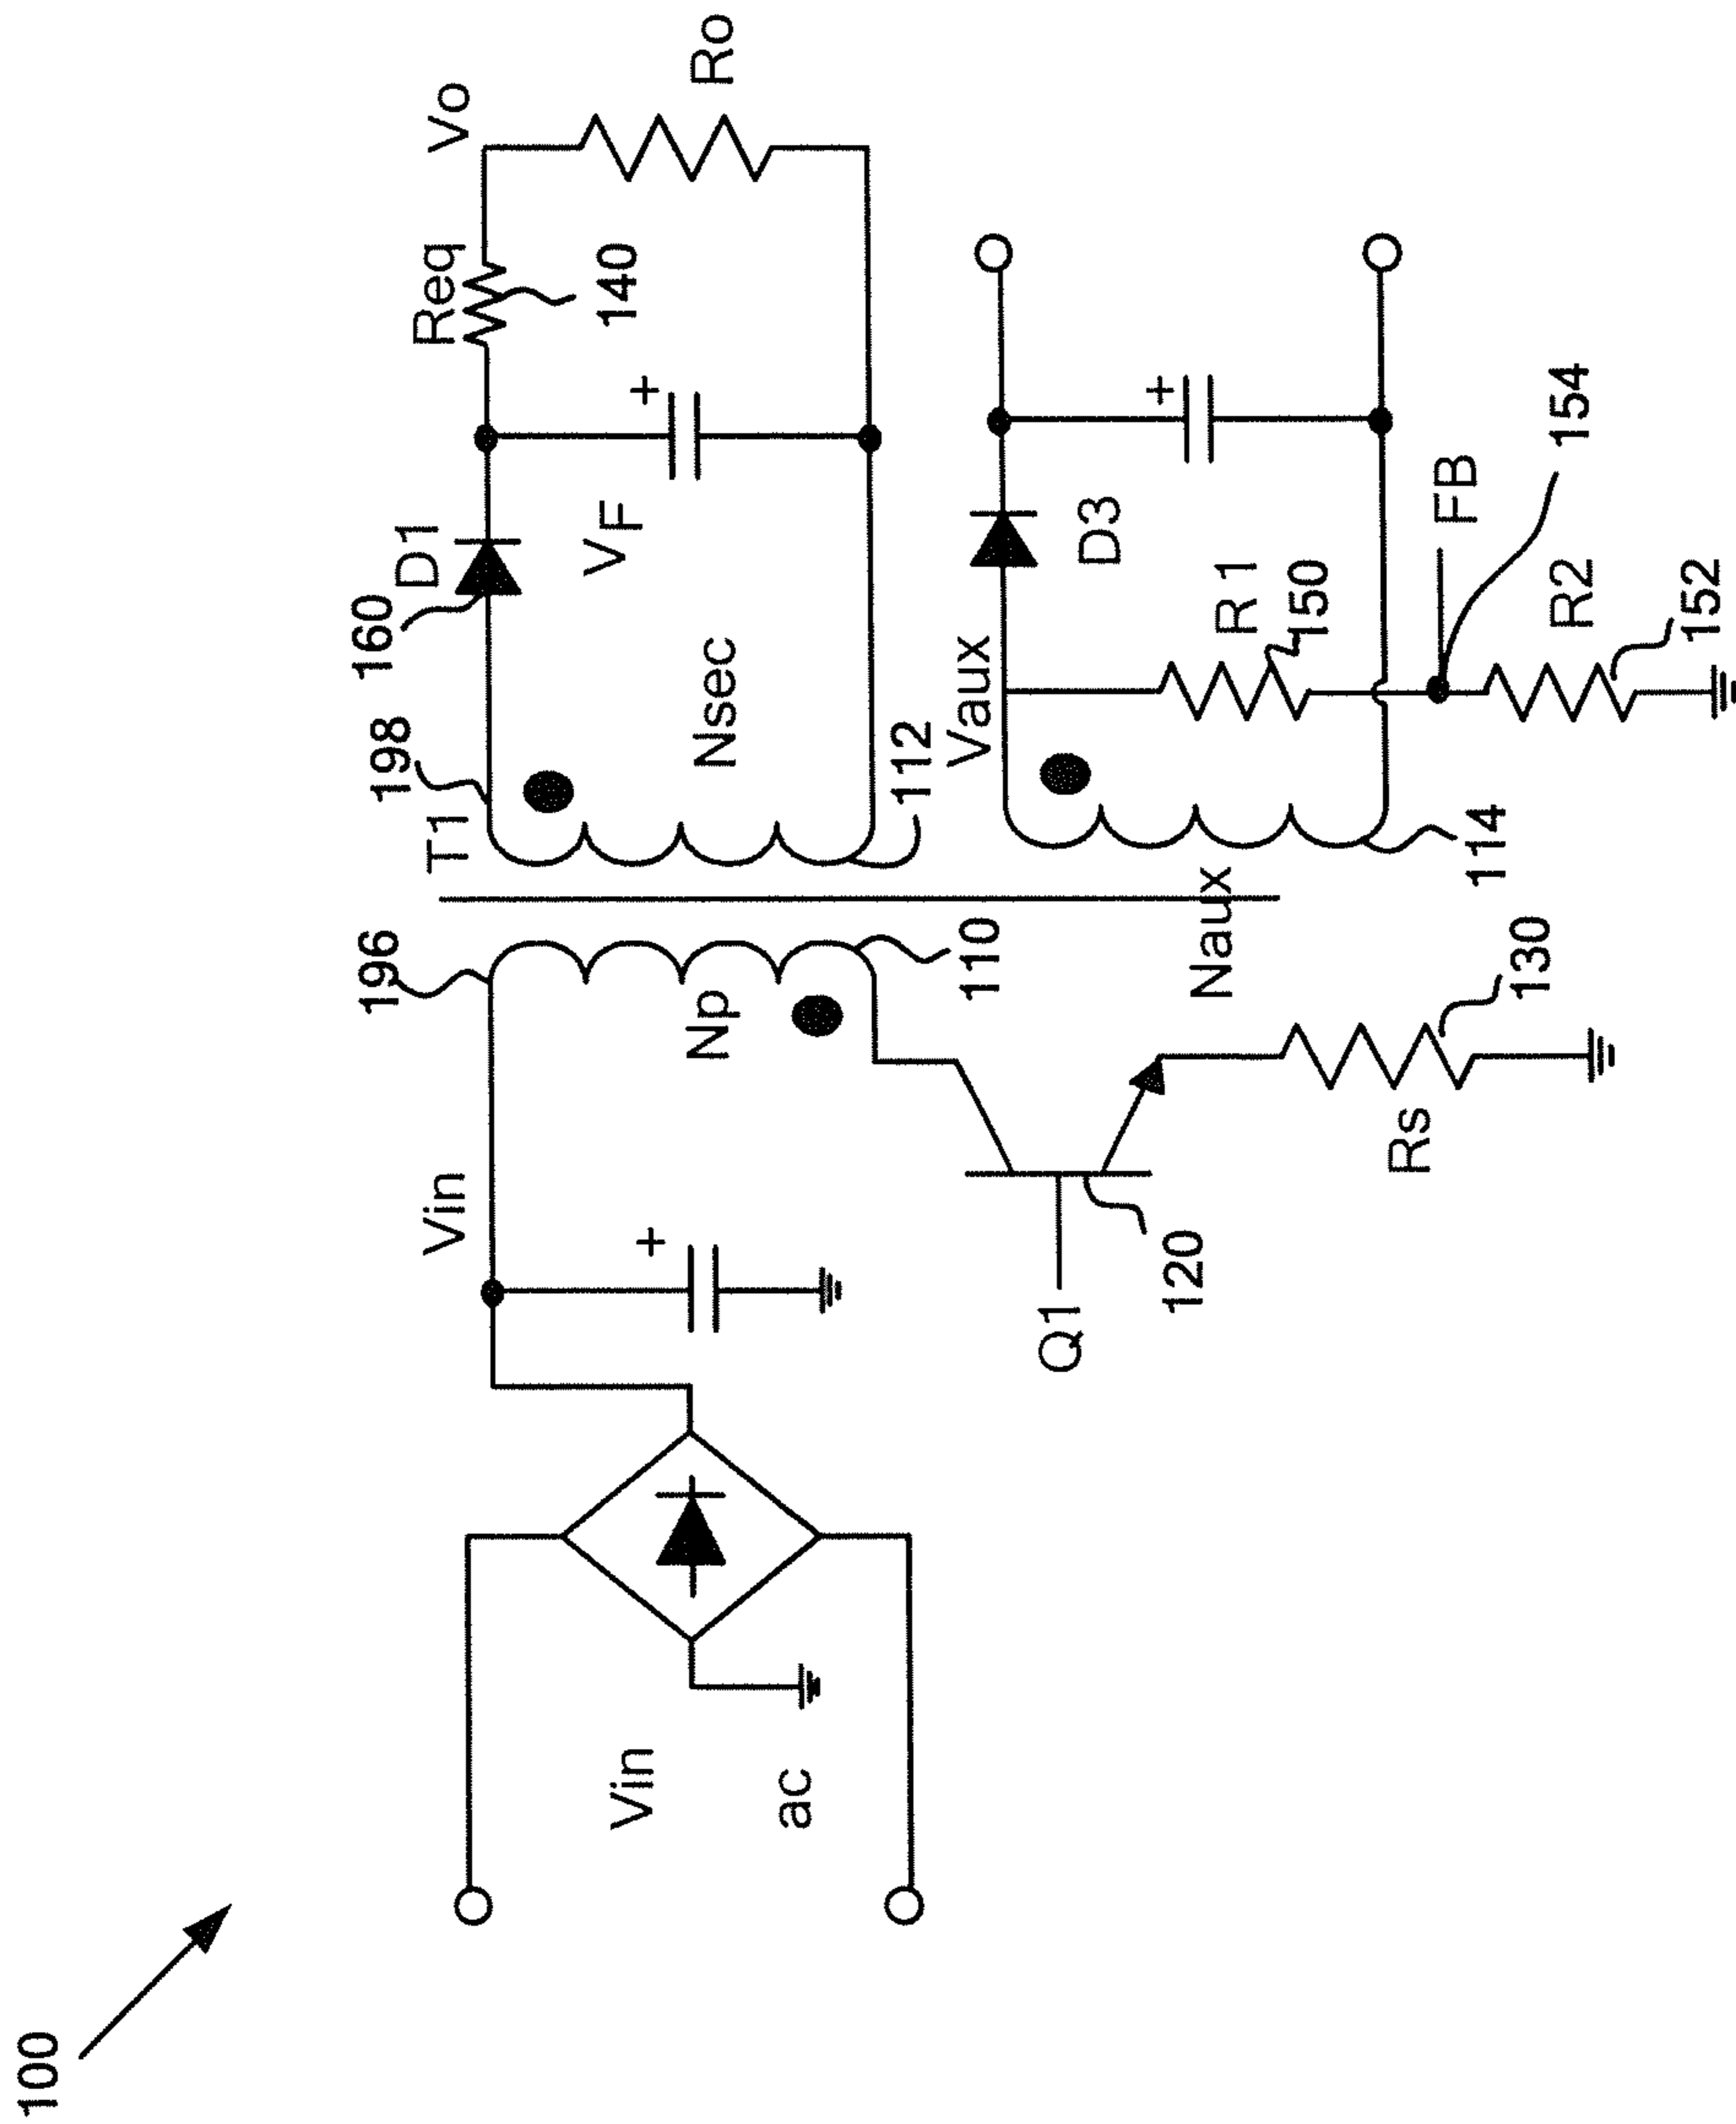 100
Vin
ac
Vin
196
Np
110
Q1
120
Rs
130
T1
198
Nsec
112
160
D1
VF
+
+
Req
140
Vo
Ro
Naux
114
Vaux
D3
+
R1
150
FB
154
R2
152